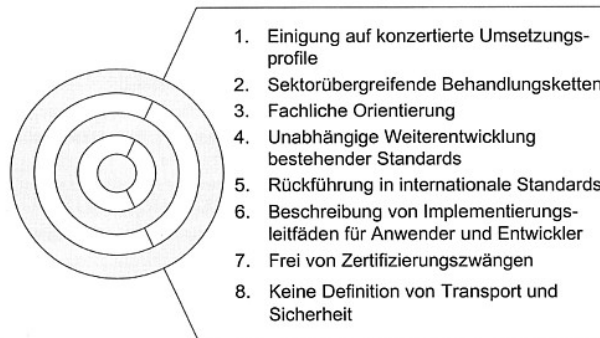 1. Einigung auf konzertierte Umsetzungs-
profile
2. Sektorübergreifende Behandlungsketten
3. Fachliche Orientierung
4. Unabhängige Weiterentwicklung
bestehender Standards
5. Rückführung in internationale Standards
6. Beschreibung von Implementierungs-
leitfäden für Anwender und Entwickler
7. Frei von Zertifizierungszwängen
8. Keine Definition von Transport und
Sicherheit